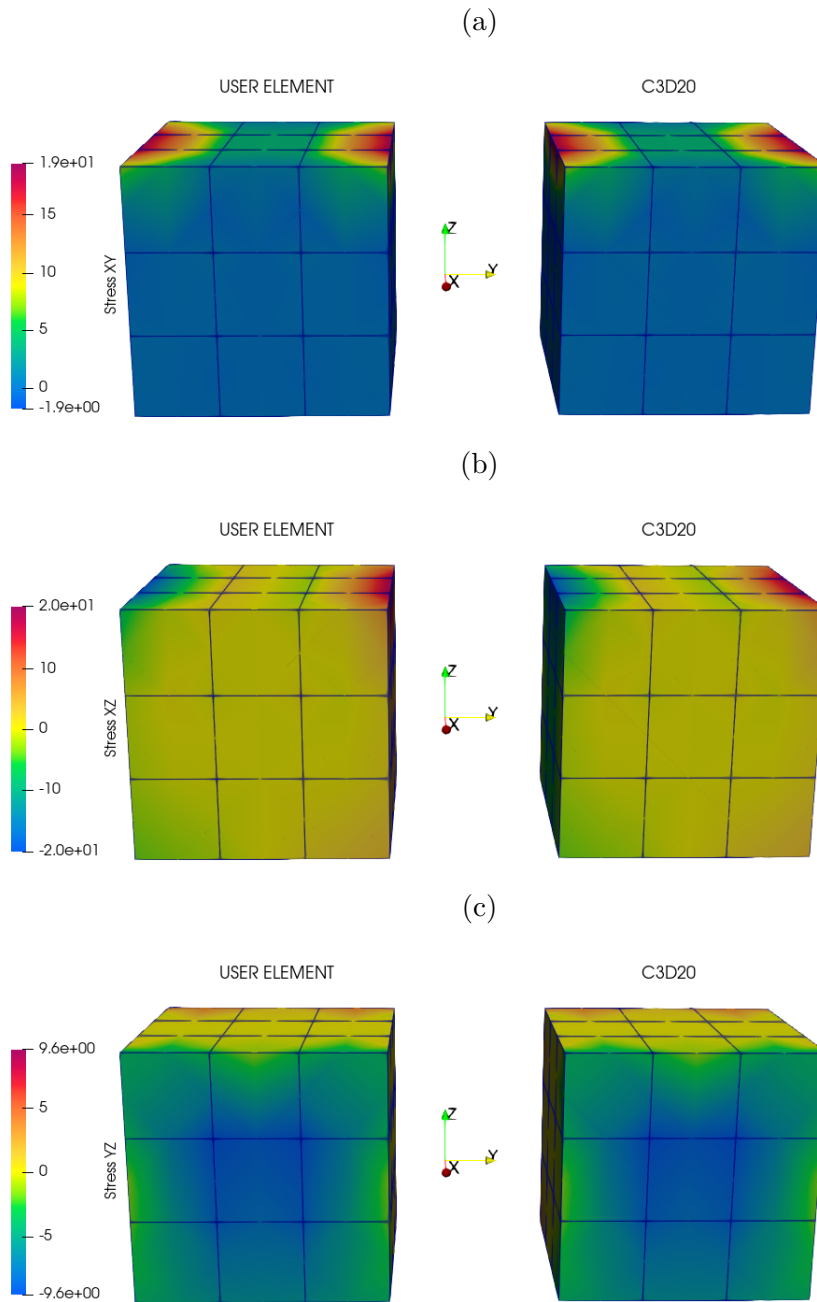 (a)
USER ELEMENT
C3D20
1.9e+01
15
10
5
0
-1.9e+00
Stress XY
Z
Y
X
(b)
USER ELEMENT
C3D20
2.0e+01
10
0
-10
-2.0e+01
Stress XZ
Z
Y
X
(c)
USER ELEMENT
C3D20
9.6e+00
5
0
-5
-9.6e+00
Stress YZ
Z
Y
X